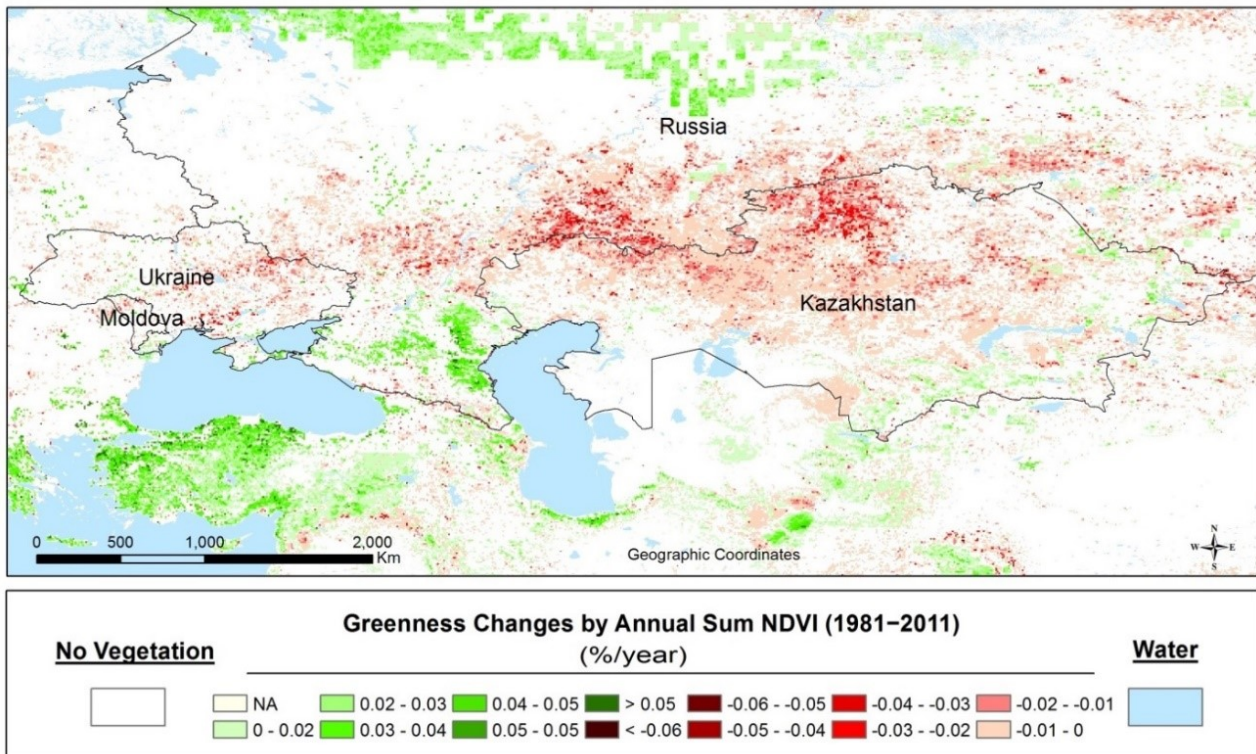 Russia
Ukraine
Moldova
Kazakhstan
0 500 1,000 2,000
Km
Geographic Coordinates
N
W E
S
Greenness Changes by Annual Sum NDVI (1981−2011)
(%/year)
No Vegetation
Water
NA 0.02 - 0.03 0.04 - 0.05 > 0.05 -0.06 - -0.05 -0.04 - -0.03 -0.02 - -0.01
0 - 0.02 0.03 - 0.04 0.05 - 0.05 < -0.06 -0.05 - -0.04 -0.03 - -0.02 -0.01 - 0